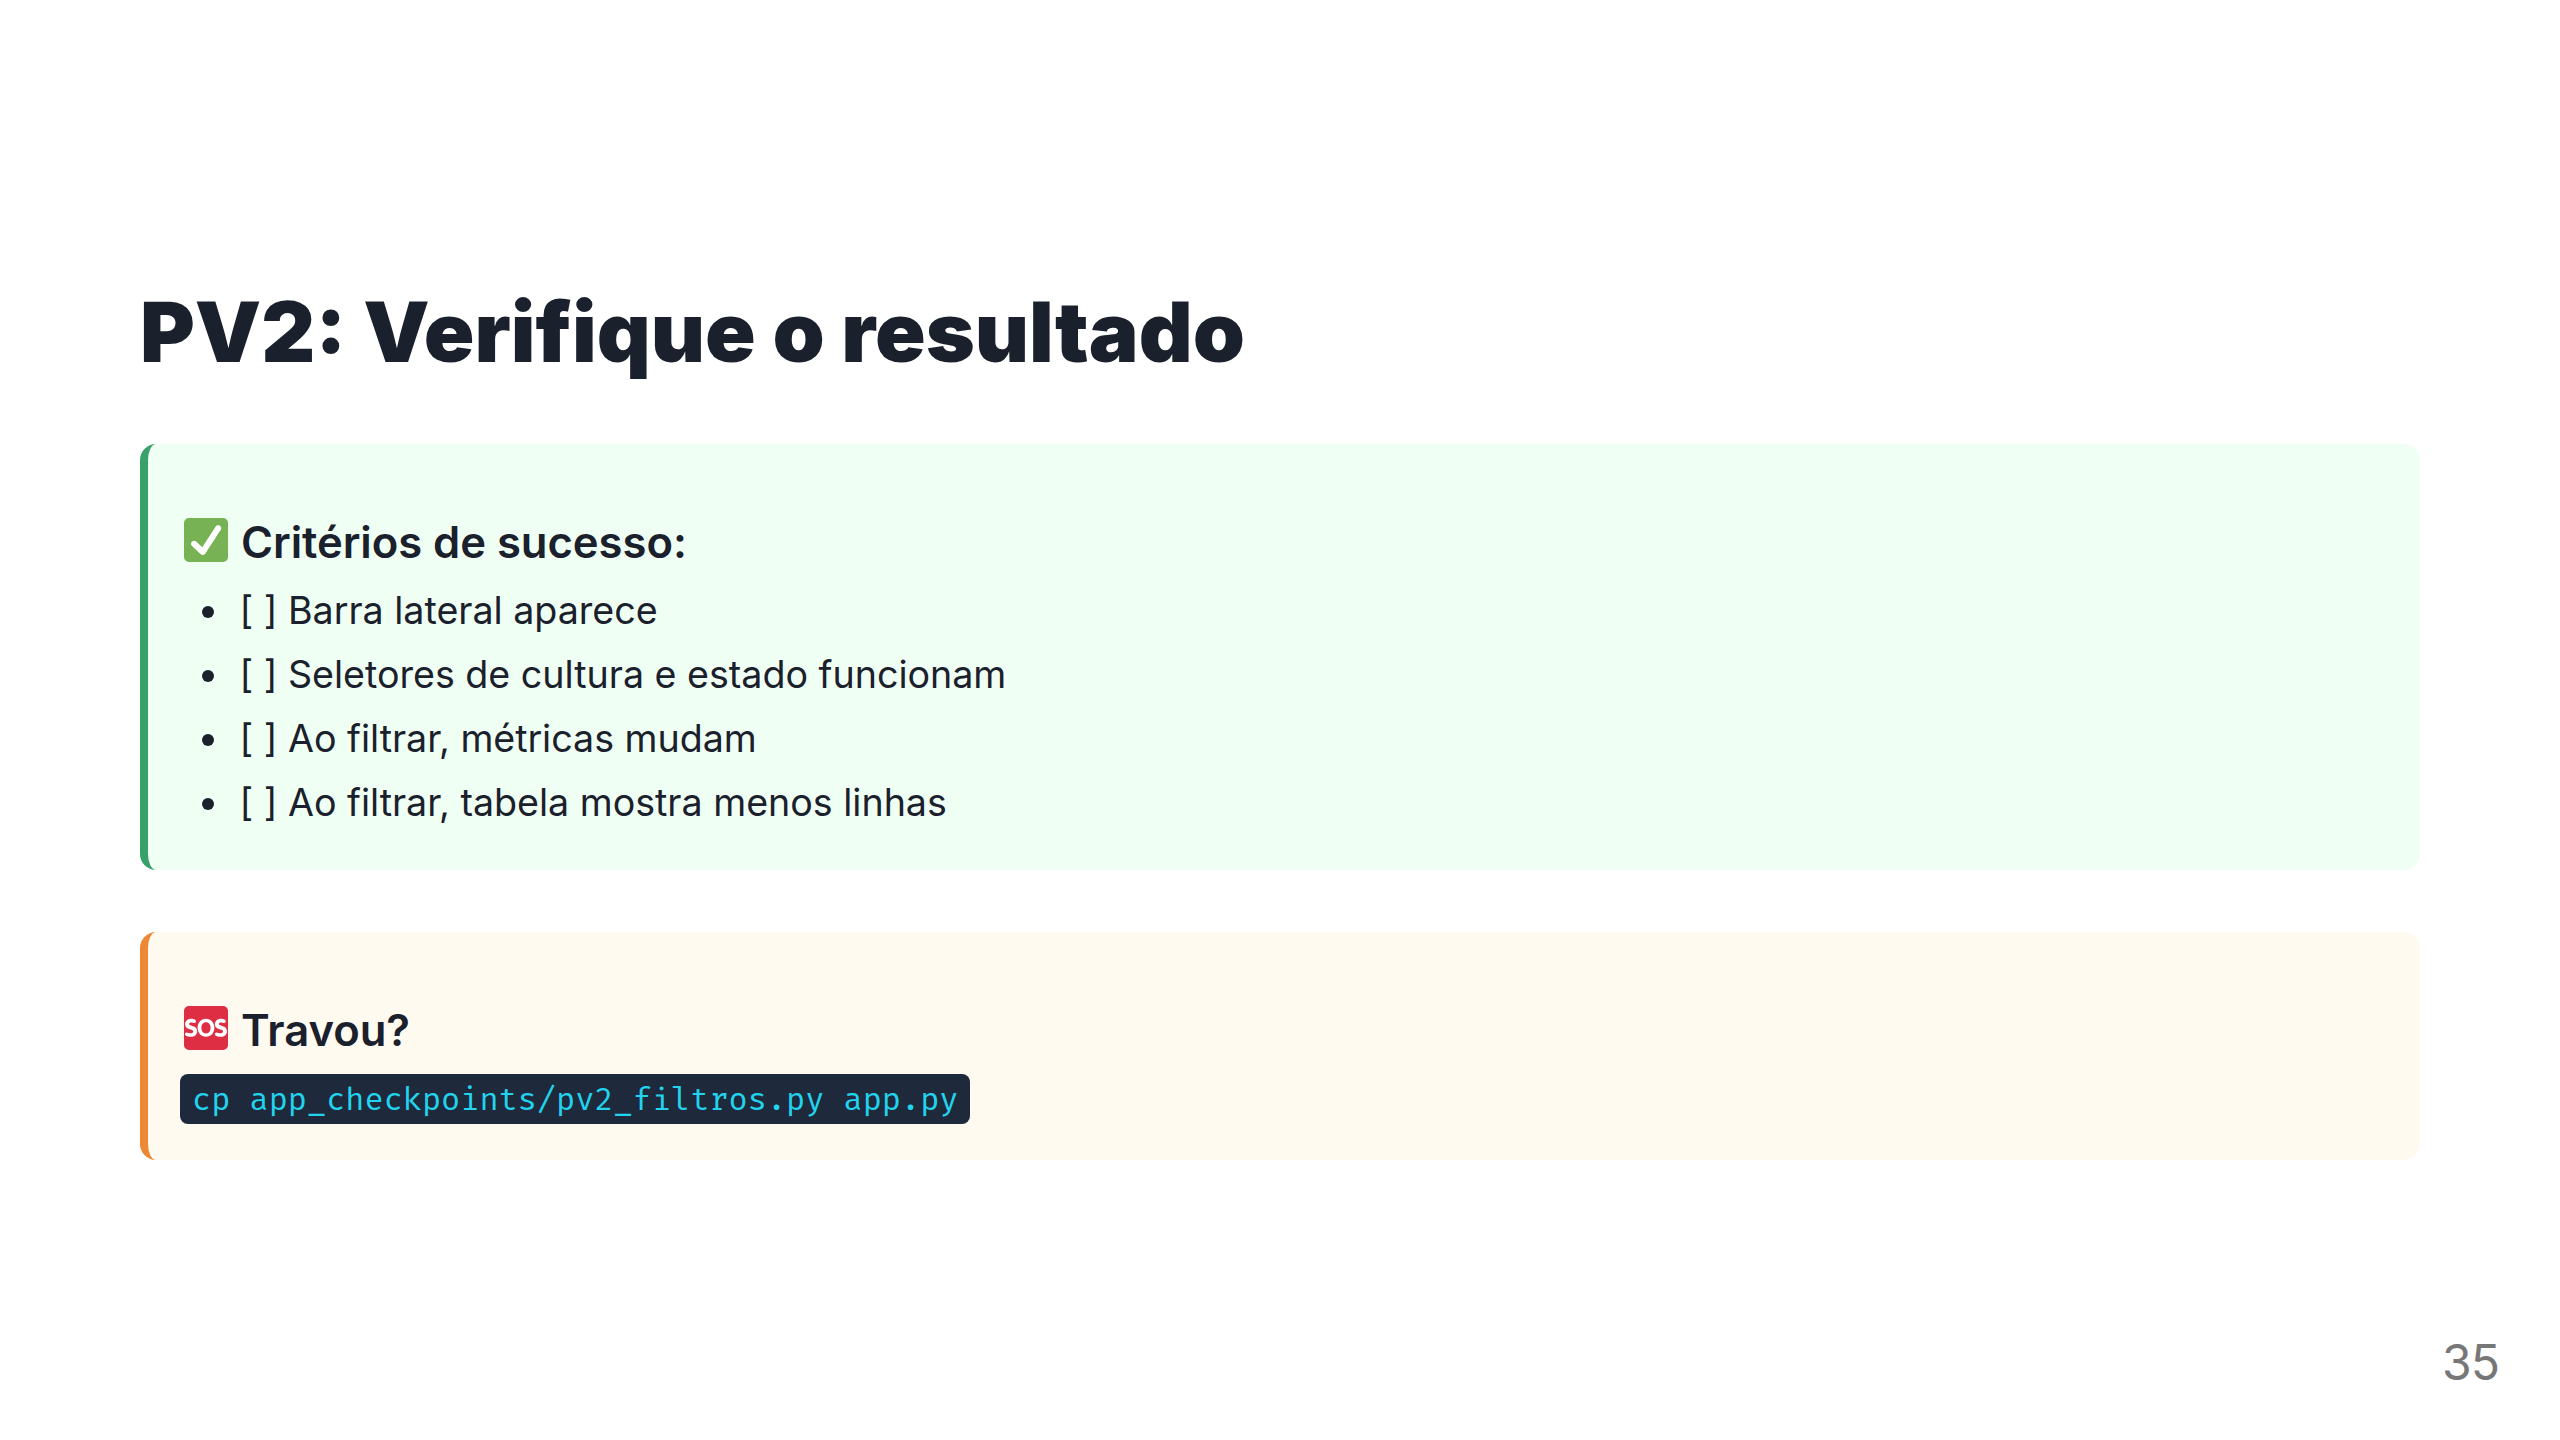 PV2: Verifique o resultado
✅ Critérios de sucesso:
• [ ] Barra lateral aparece
• [ ] Seletores de cultura e estado funcionam
• [ ] Ao filtrar, métricas mudam
• [ ] Ao filtrar, tabela mostra menos linhas
🆘 Travou?
cp app_checkpoints/pv2_filtros.py app.py
35